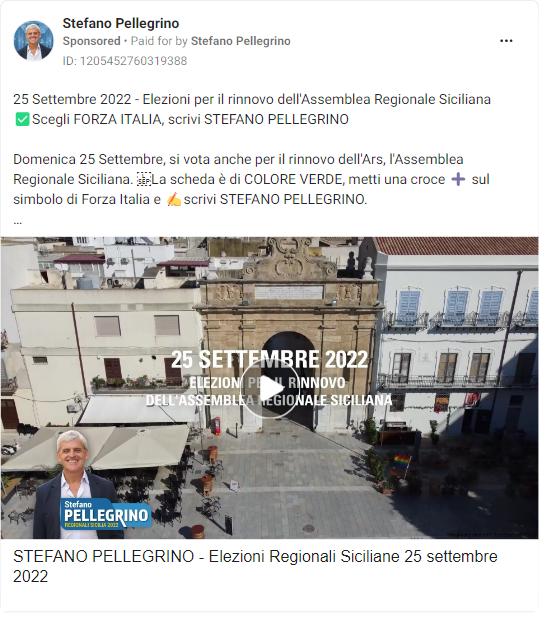 Stefano Pellegrino
Sponsored • Paid for by Stefano Pellegrino
ID: 1205452760319388
25 Settembre 2022 - Elezioni per il rinnovo dell'Assemblea Regionale Siciliana
✅Scegli FORZA ITALIA, scrivi STEFANO PELLEGRINO
Domenica 25 Settembre, si vota anche per il rinnovo dell'Ars, l'Assemblea
Regionale Siciliana. La scheda è di COLORE VERDE, metti una croce ➕ sul
simbolo di Forza Italia e ✍️scrivi STEFANO PELLEGRINO.
...
25 SETTEMBRE 2022
ELEZIONI PER IL RINNOVO
DELL'ASSEMBLEA REGIONALE SICILIANA
Stefano
PELLEGRINO
REGIONALI SICILIA 2022
STEFANO PELLEGRINO - Elezioni Regionali Siciliane 25 settembre
2022